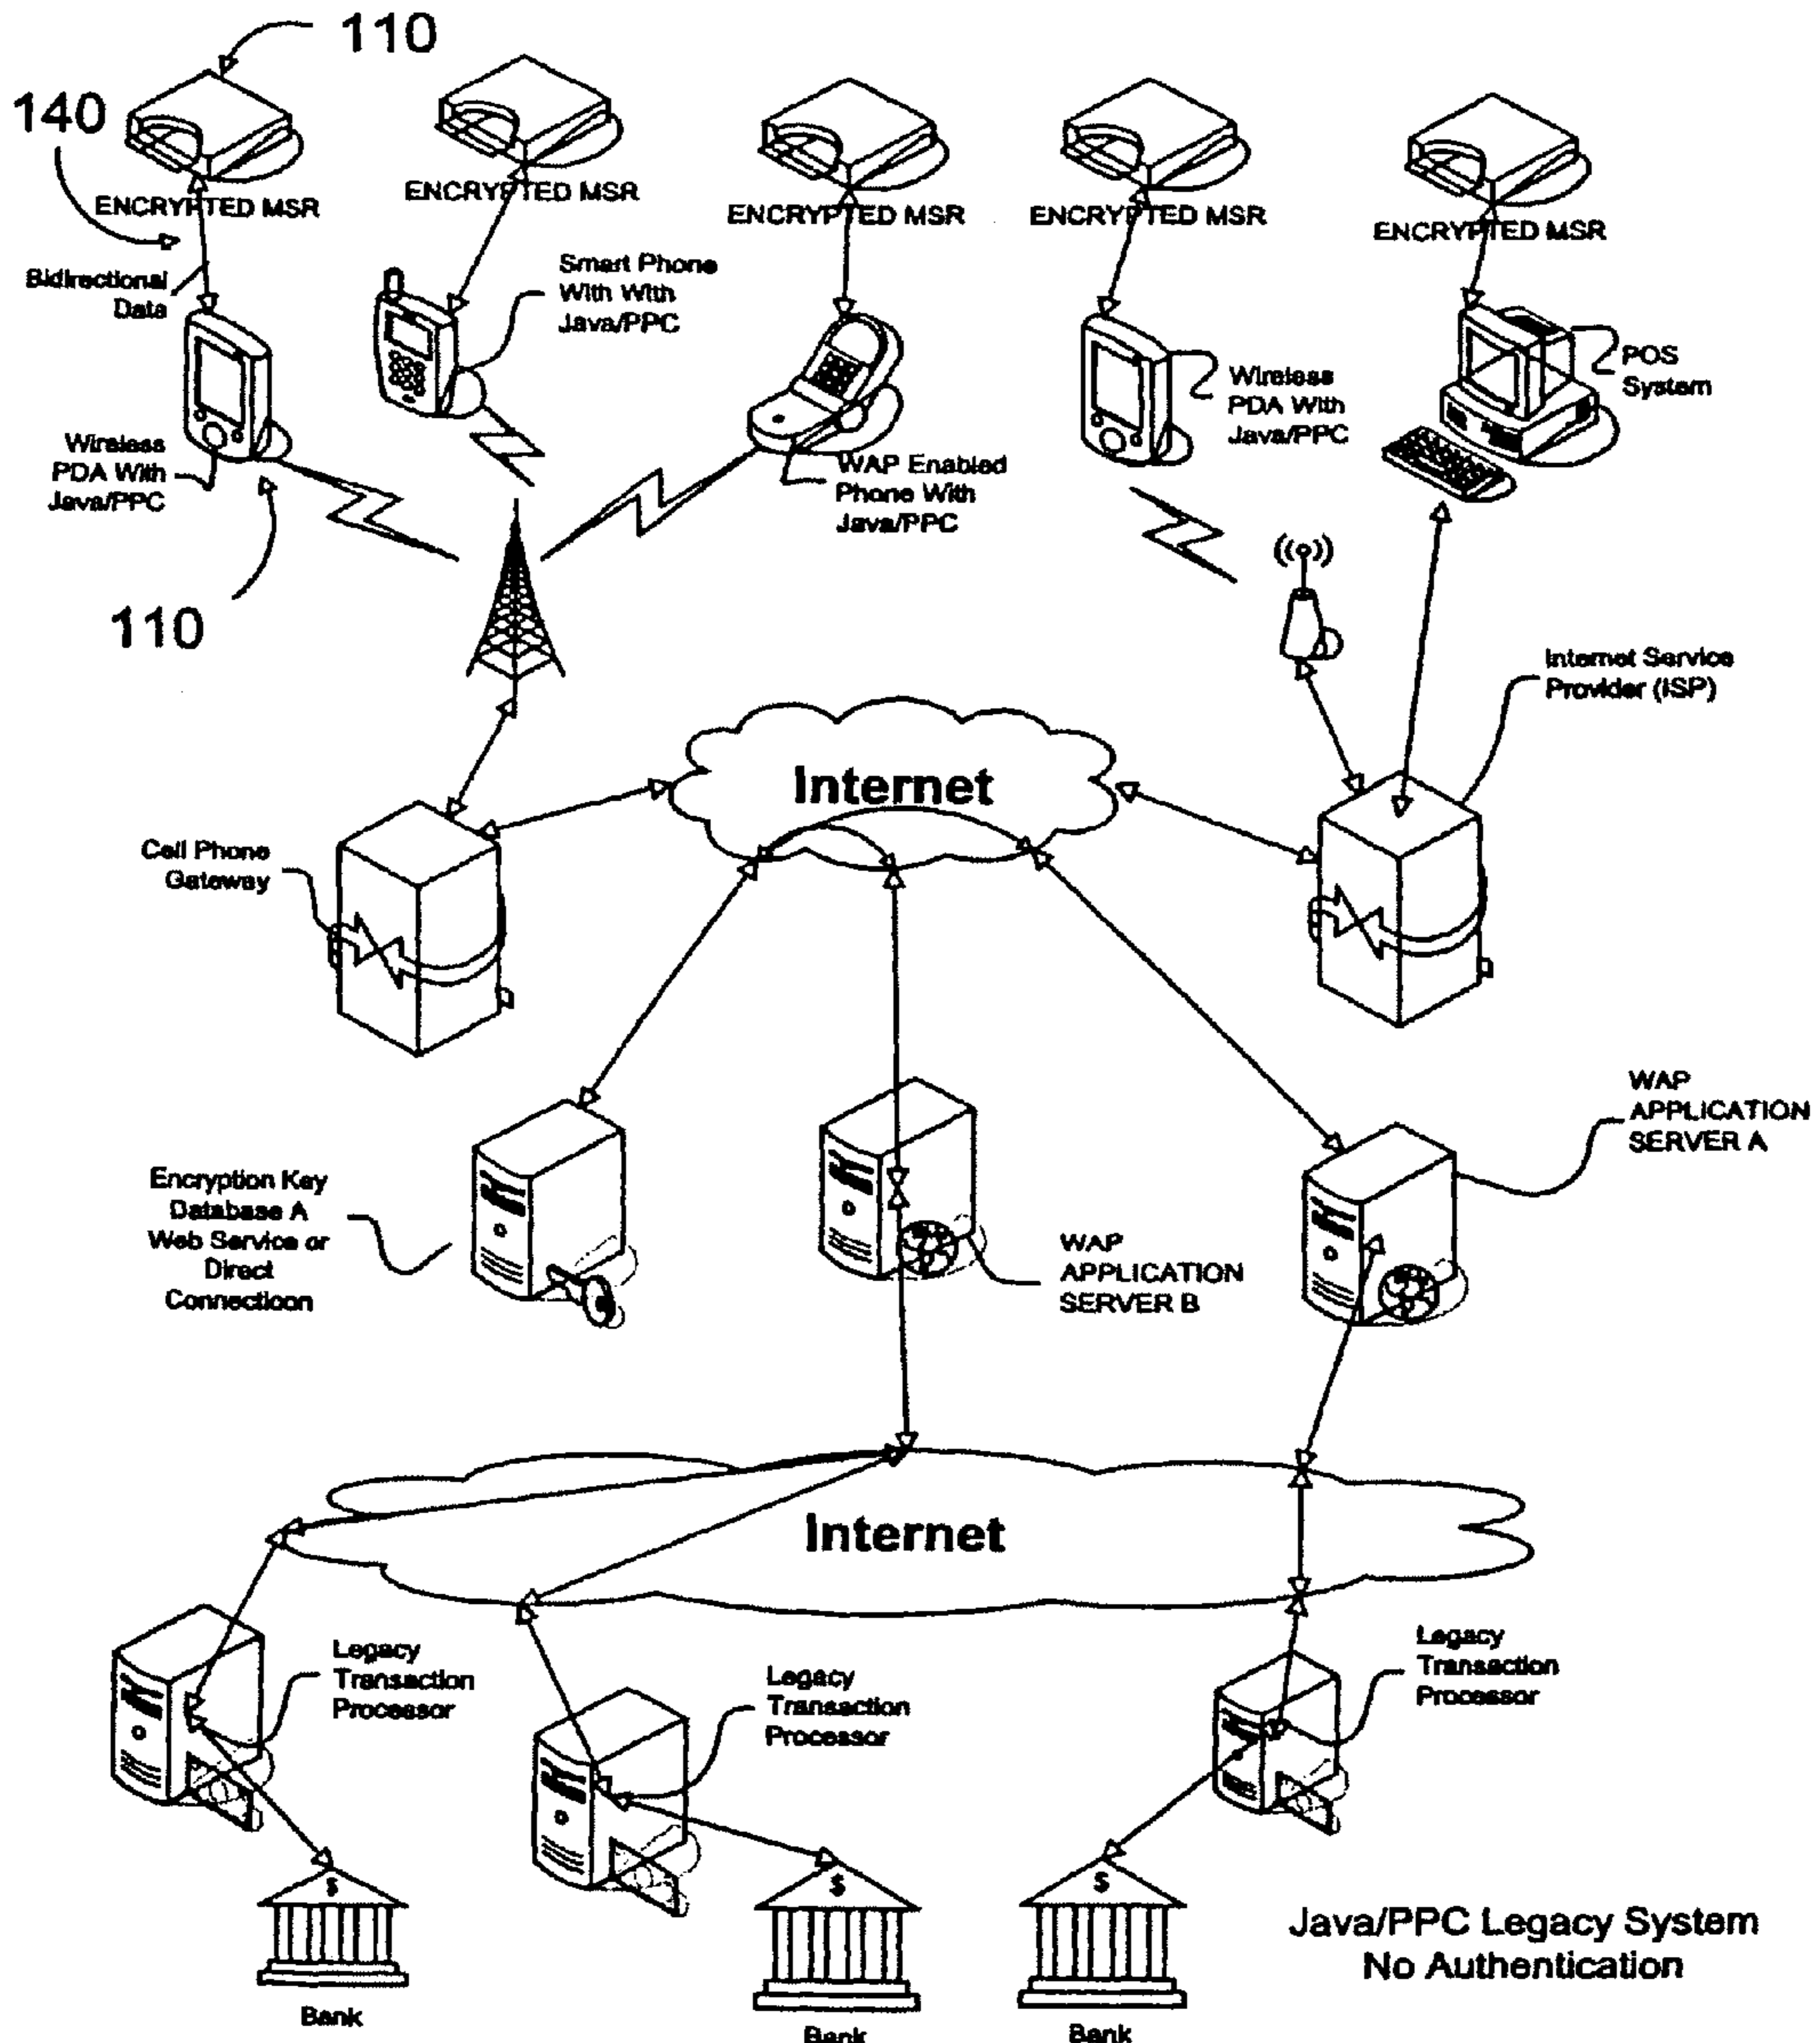 110
140
ENCRYPTED MSR
ENCRYPTED MSR
ENCRYPTED MSR
ENCRYPTED MSR
ENCRYPTED MSR
Bidirectional
Data
Smart Phone
With With
Java/PPC
Wireless
PDA With
Java/PPC
POS
System
Wireless
PDA With
Java/PPC
WAP Enabled
Phone With
Java/PPC
110
Internet Service
Provider (ISP)
Internet
Cell Phone
Gateway
WAP
APPLICATION
SERVER A
Encryption Key
Database A
Web Service or
Direct
Connectioon
WAP
APPLICATION
SERVER B
Internet
Legacy
Transaction
Processor
Legacy
Transaction
Processor
Legacy
Transaction
Processor
$
$
$
Java/PPC Legacy System
No Authentication
Bank
Bank
Bank